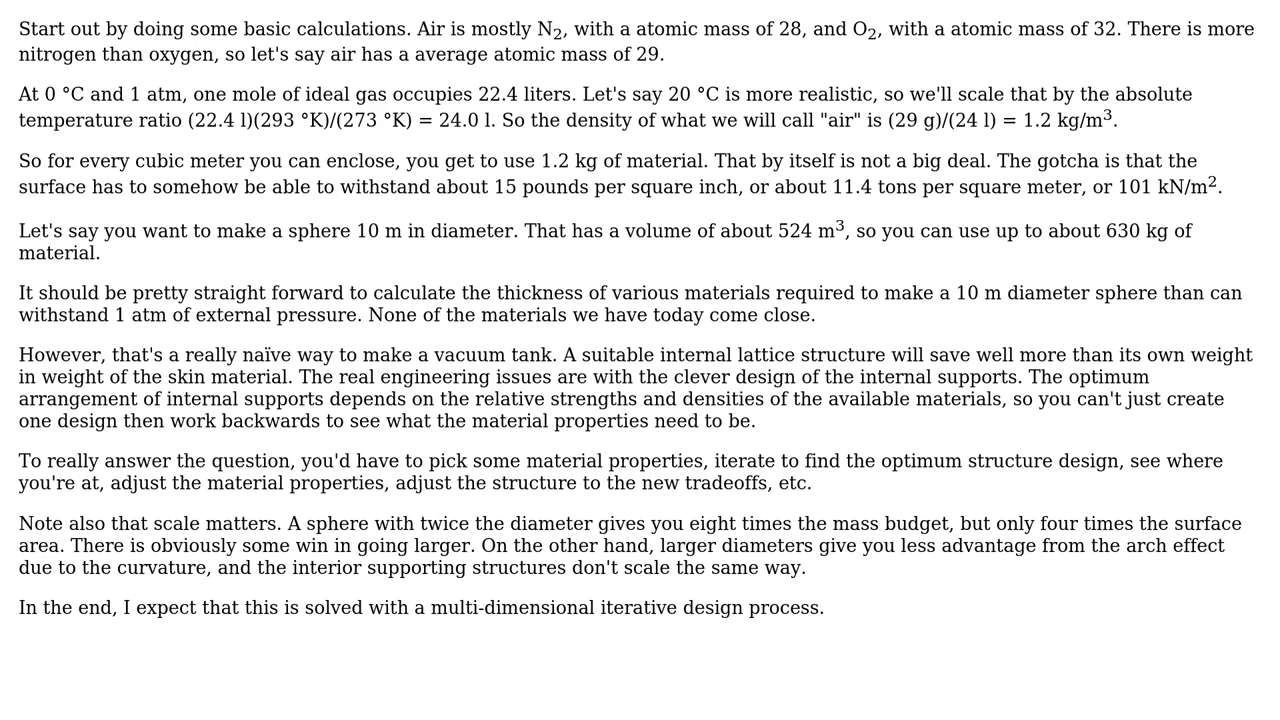 Start out by doing some basic calculations. Air is mostly N₂, with a atomic mass of 28, and O₂, with a atomic mass of 32. There is more
nitrogen than oxygen, so let's say air has a average atomic mass of 29.
At 0 °C and 1 atm, one mole of ideal gas occupies 22.4 liters. Let's say 20 °C is more realistic, so we'll scale that by the absolute
temperature ratio (22.4 l)(293 °K)/(273 °K) = 24.0 l. So the density of what we will call "air" is (29 g)/(24 l) = 1.2 kg/m³.
So for every cubic meter you can enclose, you get to use 1.2 kg of material. That by itself is not a big deal. The gotcha is that the
surface has to somehow be able to withstand about 15 pounds per square inch, or about 11.4 tons per square meter, or 101 kN/m².
Let's say you want to make a sphere 10 m in diameter. That has a volume of about 524 m³, so you can use up to about 630 kg of
material.
It should be pretty straight forward to calculate the thickness of various materials required to make a 10 m diameter sphere than can
withstand 1 atm of external pressure. None of the materials we have today come close.
However, that's a really naïve way to make a vacuum tank. A suitable internal lattice structure will save well more than its own weight
in weight of the skin material. The real engineering issues are with the clever design of the internal supports. The optimum
arrangement of internal supports depends on the relative strengths and densities of the available materials, so you can't just create
one design then work backwards to see what the material properties need to be.
To really answer the question, you'd have to pick some material properties, iterate to find the optimum structure design, see where
you're at, adjust the material properties, adjust the structure to the new tradeoffs, etc.
Note also that scale matters. A sphere with twice the diameter gives you eight times the mass budget, but only four times the surface
area. There is obviously some win in going larger. On the other hand, larger diameters give you less advantage from the arch effect
due to the curvature, and the interior supporting structures don't scale the same way.
In the end, I expect that this is solved with a multi-dimensional iterative design process.